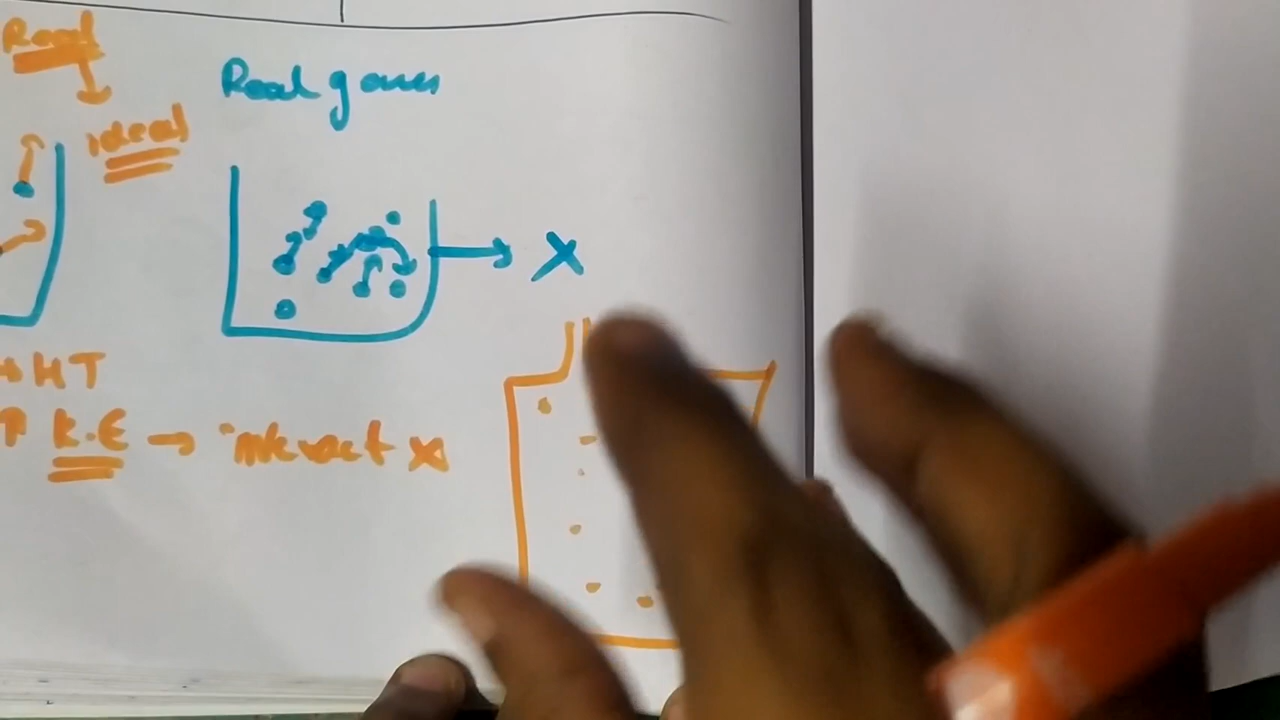 Real
ideal
Real gases
X
→ HT
↑ K.E → interact x